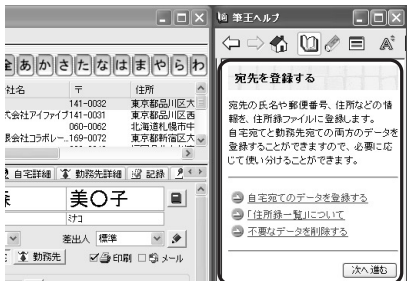 筆王ヘルプ
全 あ か さ た な は ま や ら わ
社名 〒 住所
141-0032 東京都品川区大
式会社アイファイブ 141-0031 東京都品川区西
060-0062 北海道札幌市中
限会社コラボレー... 169-0072 東京都新宿区大
自宅詳細 勤務先詳細 記録
美〇子
ミナコ
差出人 標準
勤務先 印刷 メール
宛先を登録する
宛先の氏名や郵便番号、住所などの情
報を、住所録ファイルに登録します。
自宅宛てと勤務先宛ての両方のデータを
登録することができますので、必要に応
じて使い分けることができます。
自宅宛てのデータを登録する
「住所録一覧」について
不要なデータを削除する
次へ進む